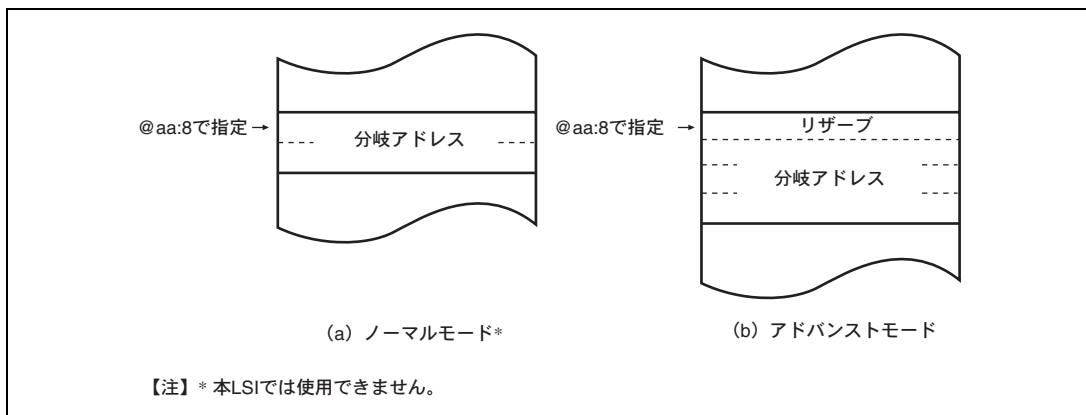 @aa:8で指定→
分岐アドレス
@aa:8で指定 →
リザーブ
分岐アドレス
(a) ノーマルモード*
(b) アドバンストモード
【注】* 本LSIでは使用できません。